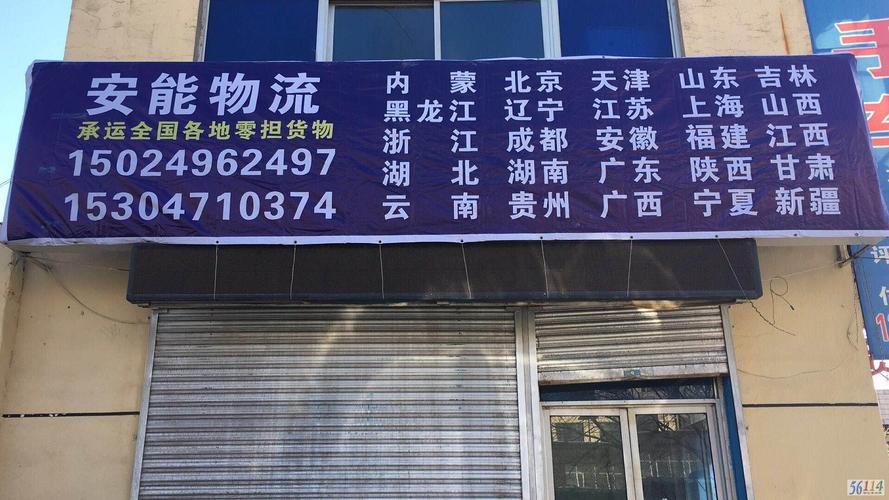 安能物流
承运全国各地零担货物
15024962497
15304710374
内蒙 北京 天津 山东 吉林
黑龙江 辽宁 江苏 上海 山西
浙江 成都 安徽 福建 江西
湖北 湖南 广东 陕西 甘肃
云南 贵州 广西 宁夏 新疆
56114